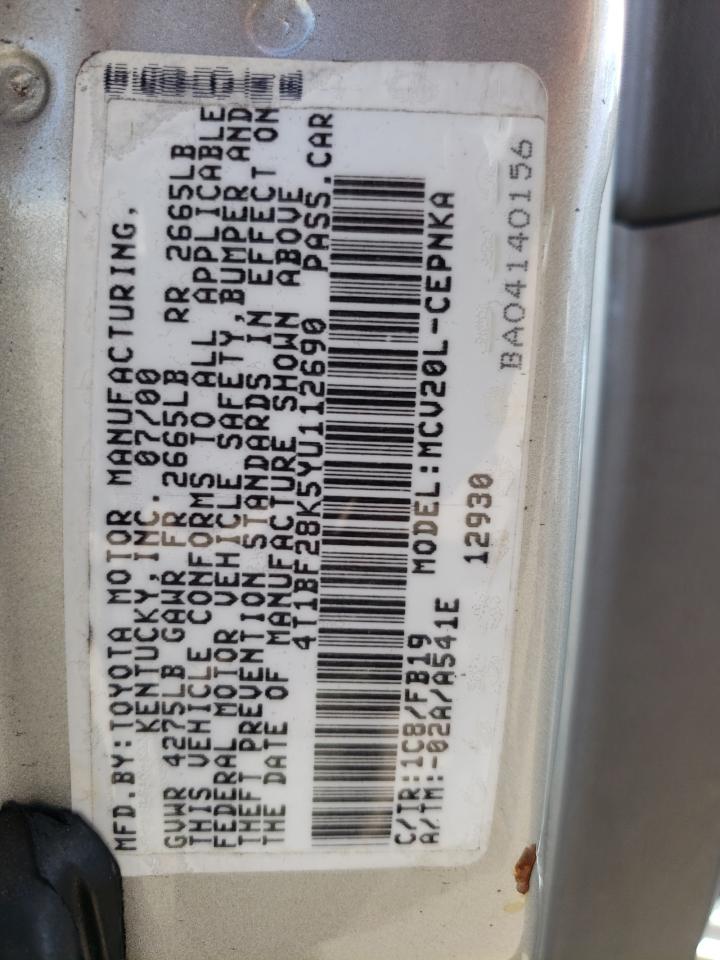 MFD.BY:TOYOTA MOTOR MANUFACTURING,
KENTUCKY,INC. 07/00
GVWR 4275LB GAWR FR 2665LB RR 2665LB
THIS VEHICLE CONFORMS TO ALL APPLICABLE
FEDERAL MOTOR VEHICLE SAFETY,BUMPER AND
THEFT PREVENTION STANDARDS IN EFFECT ON
THE DATE OF MANUFACTURE SHOWN ABOVE
4T1BF28K5YU112690 PASS.CAR
C/TR:1C8/FB19 MODEL:MCV20L-CEPNKA
A/TM:-02A/A541E 12930
BA04140156